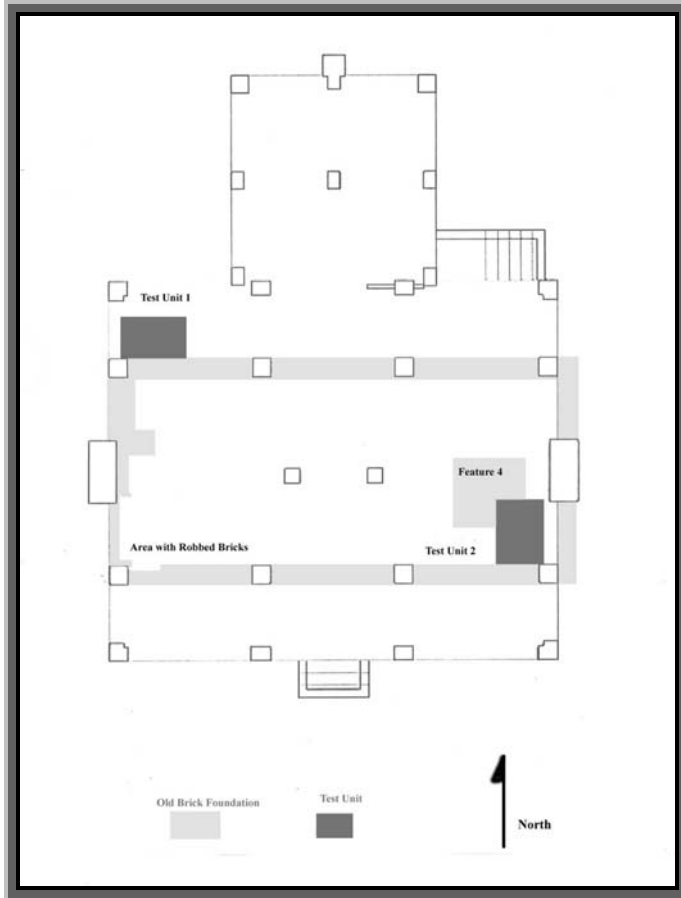 Test Unit 1
Feature 4
Area with Robbed Bricks
Test Unit 2
Old Brick Foundation
Test Unit
North